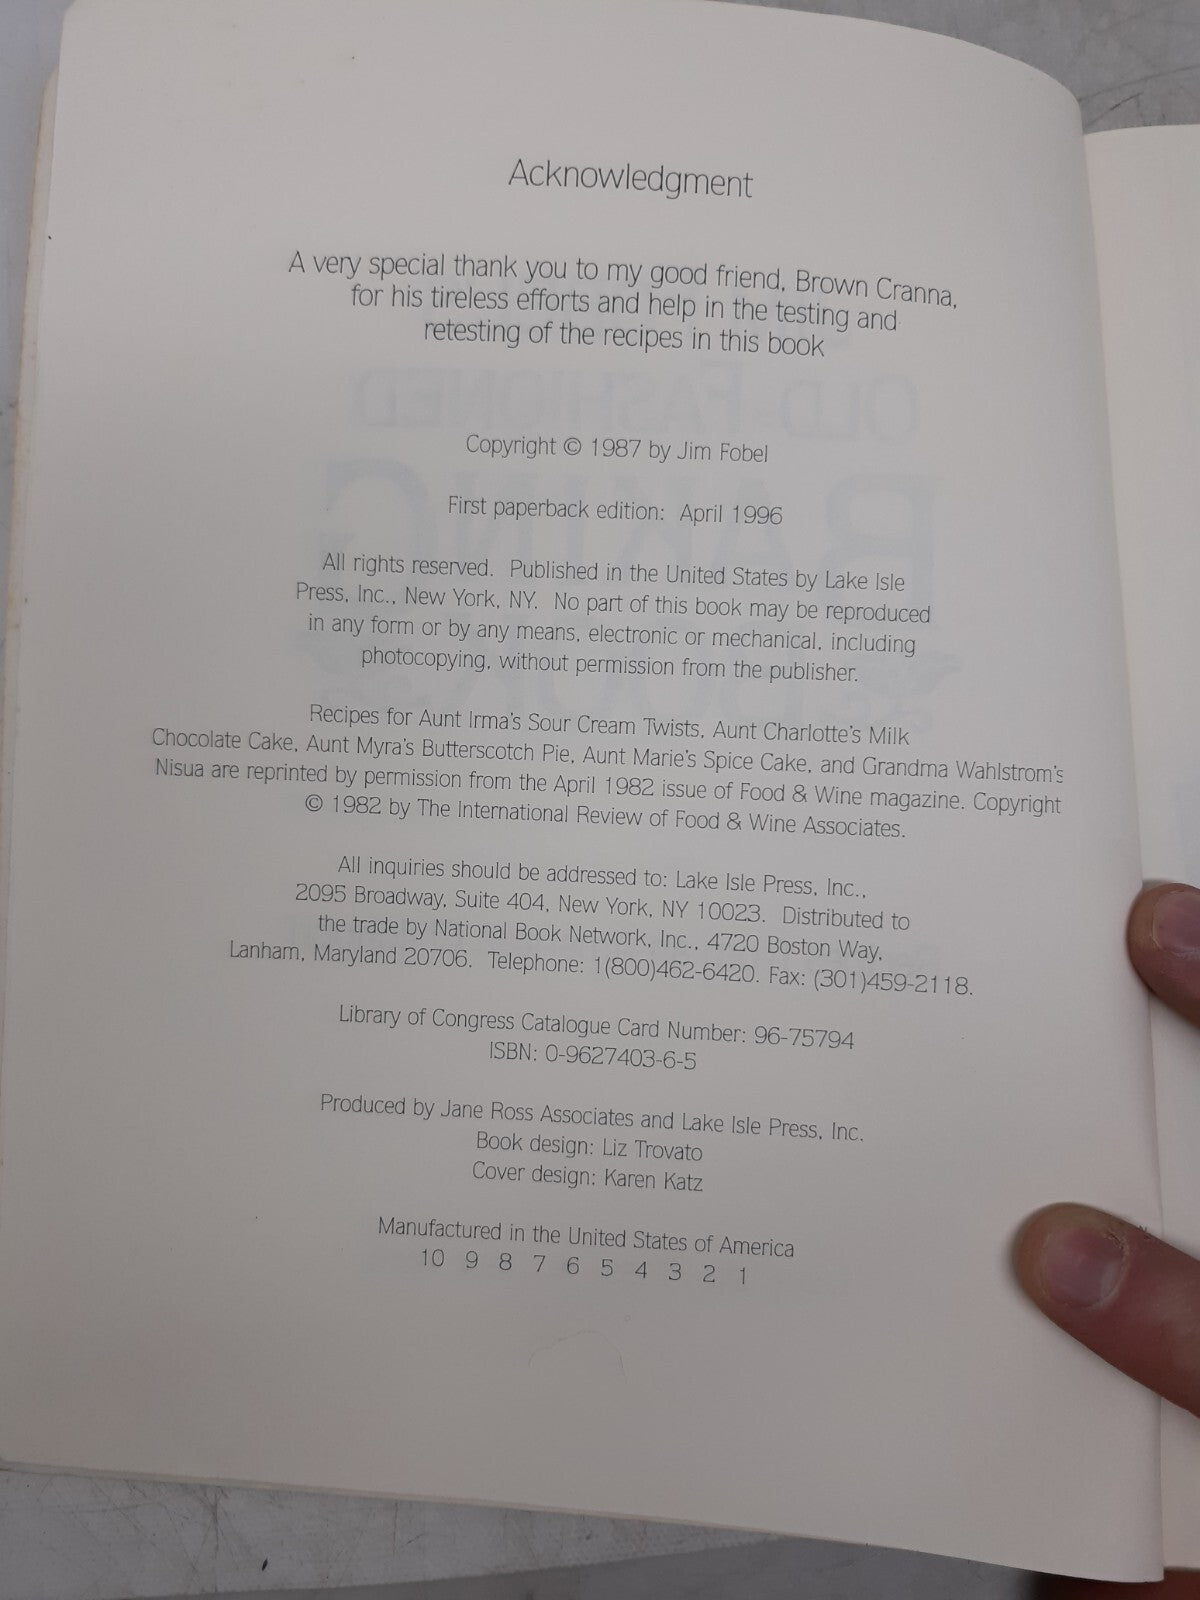 Acknowledgment
A very special thank you to my good friend, Brown Cranna,
for his tireless efforts and help in the testing and
retesting of the recipes in this book
Copyright © 1987 by Jim Fobel
First paperback edition: April 1996
All rights reserved. Published in the United States by Lake Isle
Press, Inc., New York, NY. No part of this book may be reproduced
in any form or by any means, electronic or mechanical, including
photocopying, without permission from the publisher.
Recipes for Aunt Irma's Sour Cream Twists, Aunt Charlotte's Milk
Chocolate Cake, Aunt Myra's Butterscotch Pie, Aunt Marie's Spice Cake, and Grandma Wahlstrom's
Nisua are reprinted by permission from the April 1982 issue of Food & Wine magazine. Copyright
© 1982 by The International Review of Food & Wine Associates.
All inquiries should be addressed to: Lake Isle Press, Inc.,
2095 Broadway, Suite 404, New York, NY 10023. Distributed to
the trade by National Book Network, Inc., 4720 Boston Way,
Lanham, Maryland 20706. Telephone: 1(800)462-6420. Fax: (301)459-2118.
Library of Congress Catalogue Card Number: 96-75794
ISBN: 0-9627403-6-5
Produced by Jane Ross Associates and Lake Isle Press, Inc.
Book design: Liz Trovato
Cover design: Karen Katz
Manufactured in the United States of America
10 9 8 7 6 5 4 3 2 1
OLD-FASHIONED
BAKING
BOOK